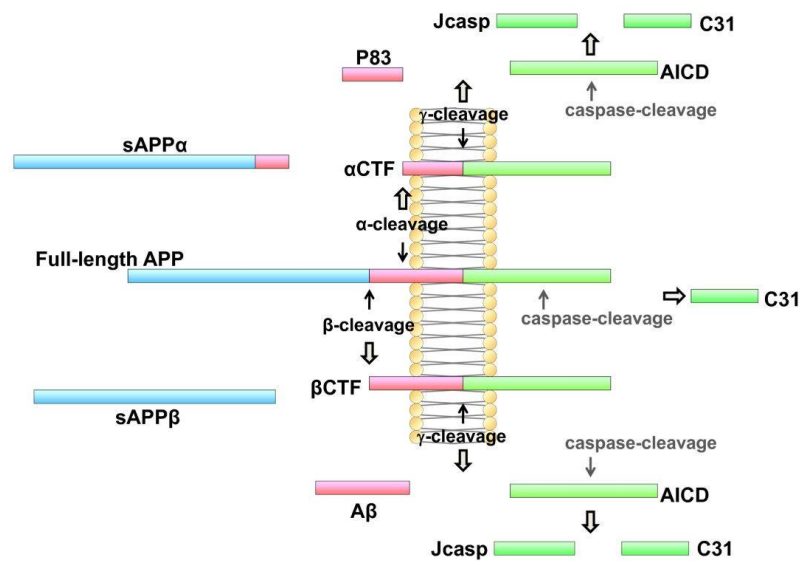 Jcasp
C31
P83
AICD
γ-cleavage
caspase-cleavage
sAPPα
αCTF
α-cleavage
Full-length APP
C31
β-cleavage
caspase-cleavage
βCTF
sAPPβ
γ-cleavage
caspase-cleavage
Aβ
AICD
Jcasp
C31